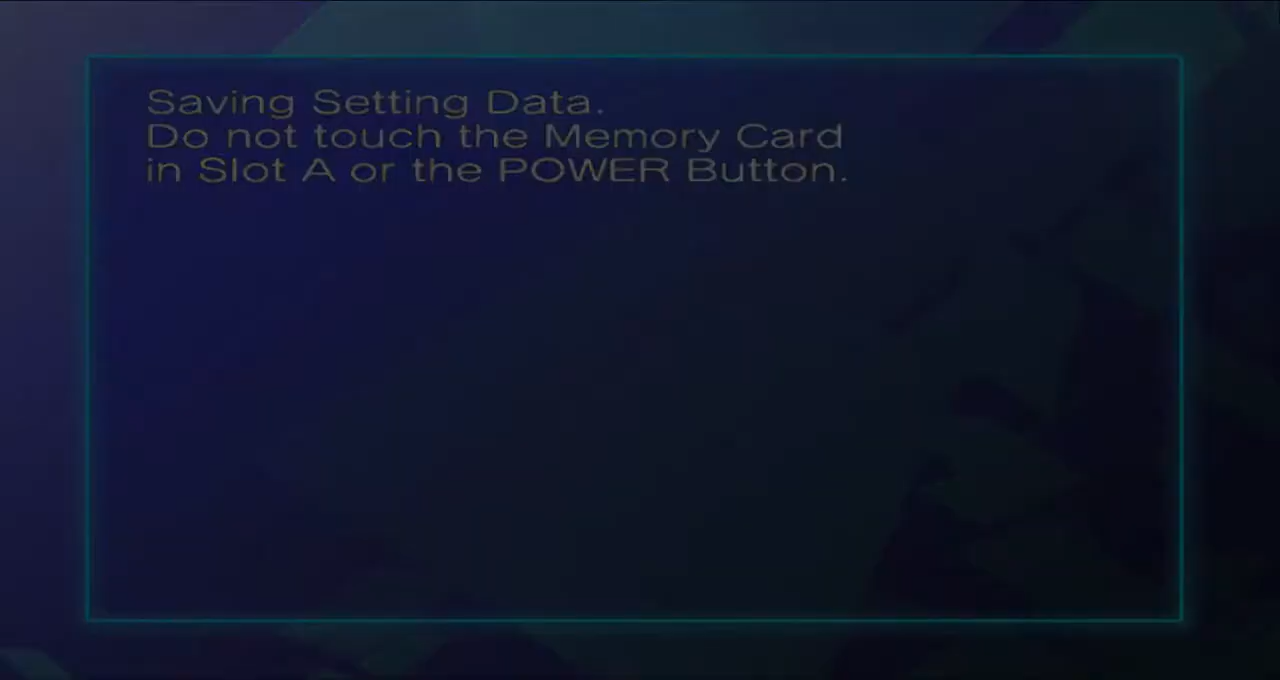 Saving Setting Data.
Do not touch the Memory Card
in Slot A or the POWER Button.